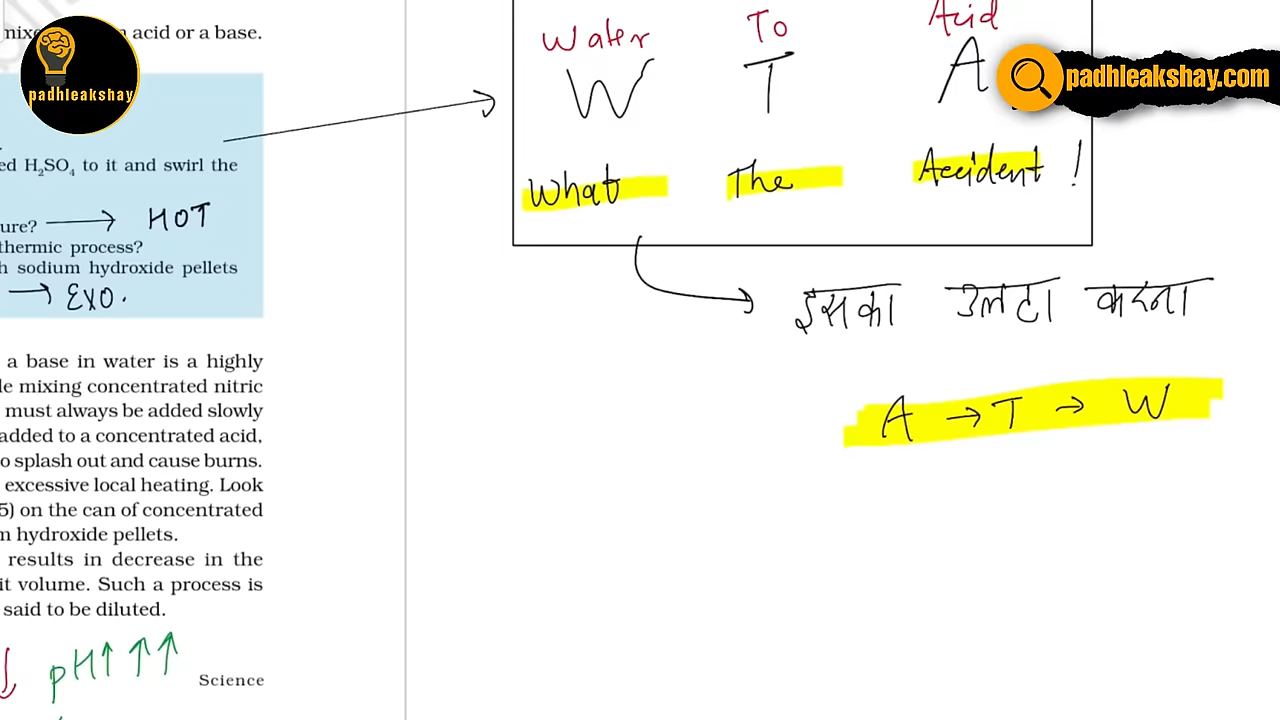 mixe acid or a base.
padhleakshay
ed H₂SO₄ to it and swirl the
ure? → HOT
thermic process?
h sodium hydroxide pellets
→ EXO.
a base in water is a highly
le mixing concentrated nitric
must always be added slowly
added to a concentrated acid,
o splash out and cause burns.
excessive local heating. Look
5) on the can of concentrated
m hydroxide pellets.
results in decrease in the
it volume. Such a process is
said to be diluted.
↓ pH↑ ↑ ↑
Science
Water To Acid
W T A
padhleakshay.com
What The Accident !
इसका उलटा करना
A → T → W